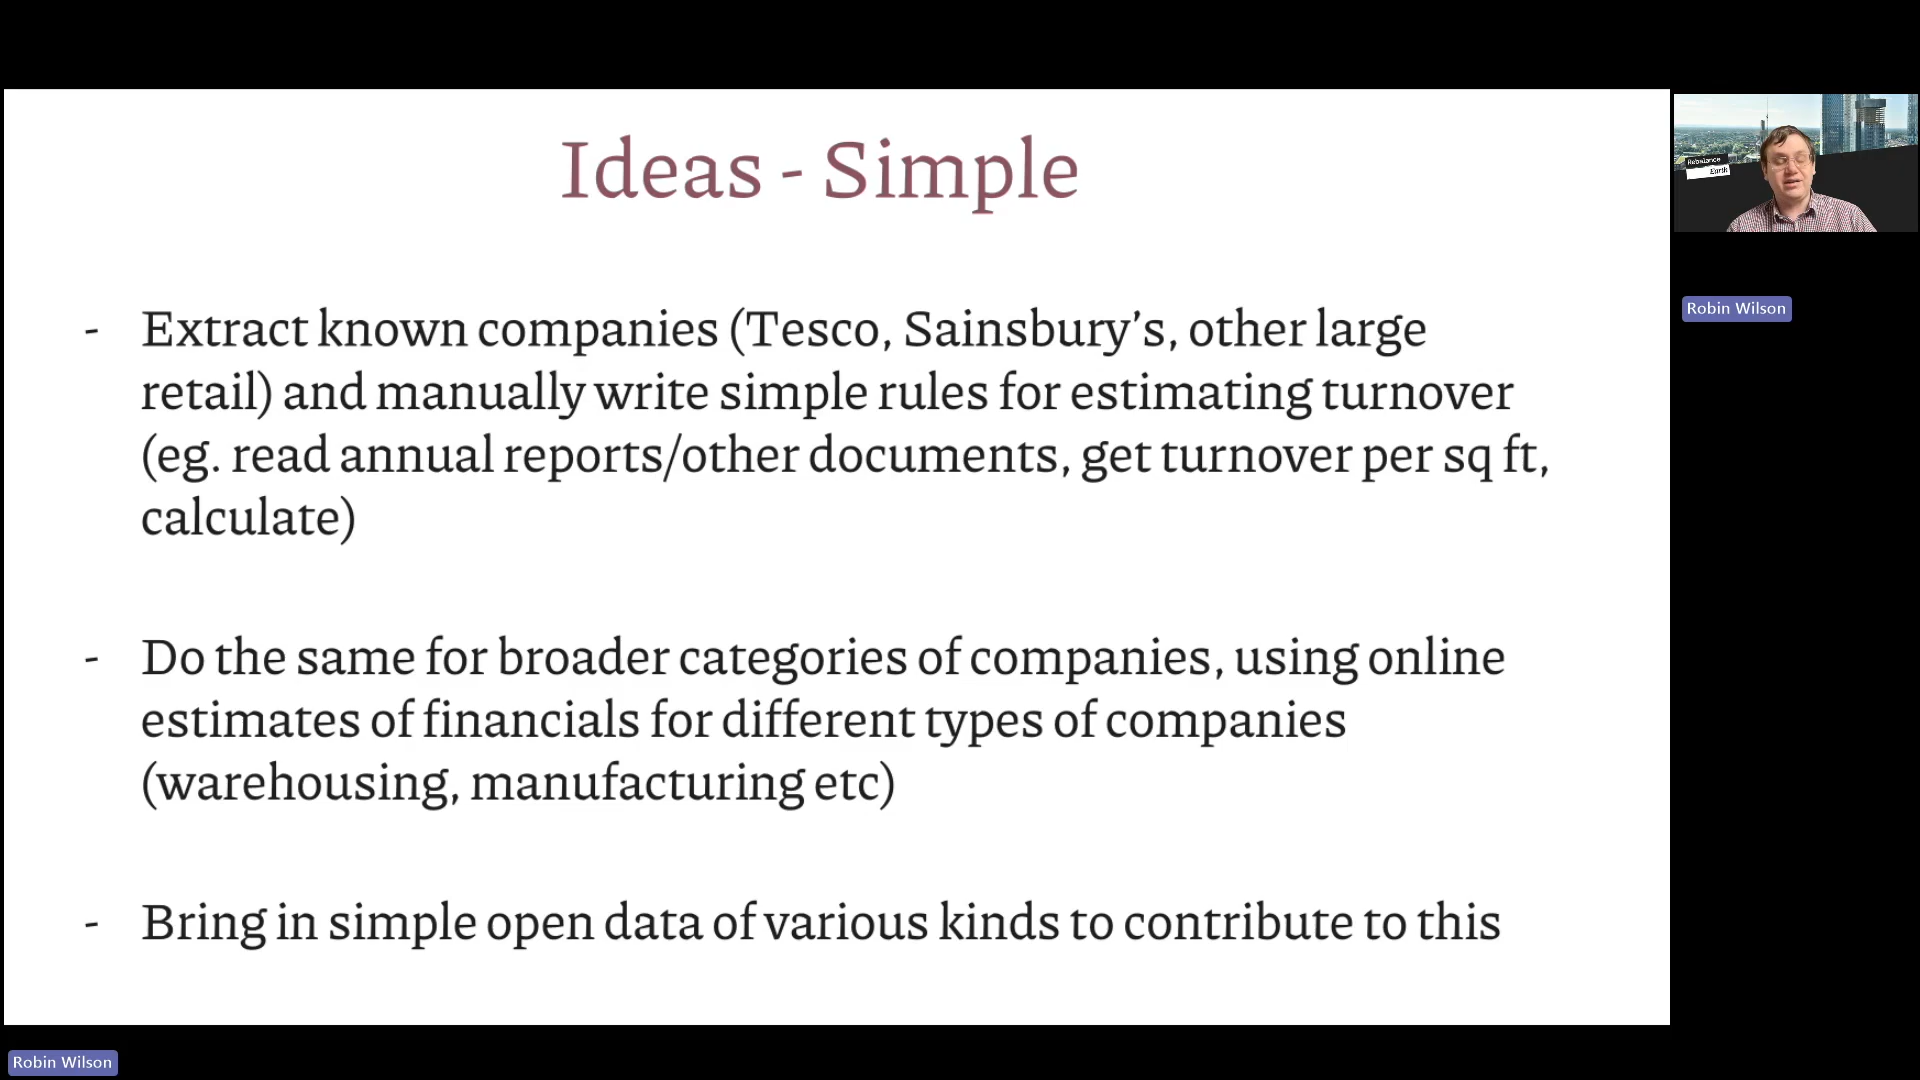 Ideas - Simple
- Extract known companies (Tesco, Sainsbury’s, other large
retail) and manually write simple rules for estimating turnover
(eg. read annual reports/other documents, get turnover per sq ft,
calculate)
- Do the same for broader categories of companies, using online
estimates of financials for different types of companies
(warehousing, manufacturing etc)
- Bring in simple open data of various kinds to contribute to this
Rebalance
Earth
Robin Wilson
Robin Wilson